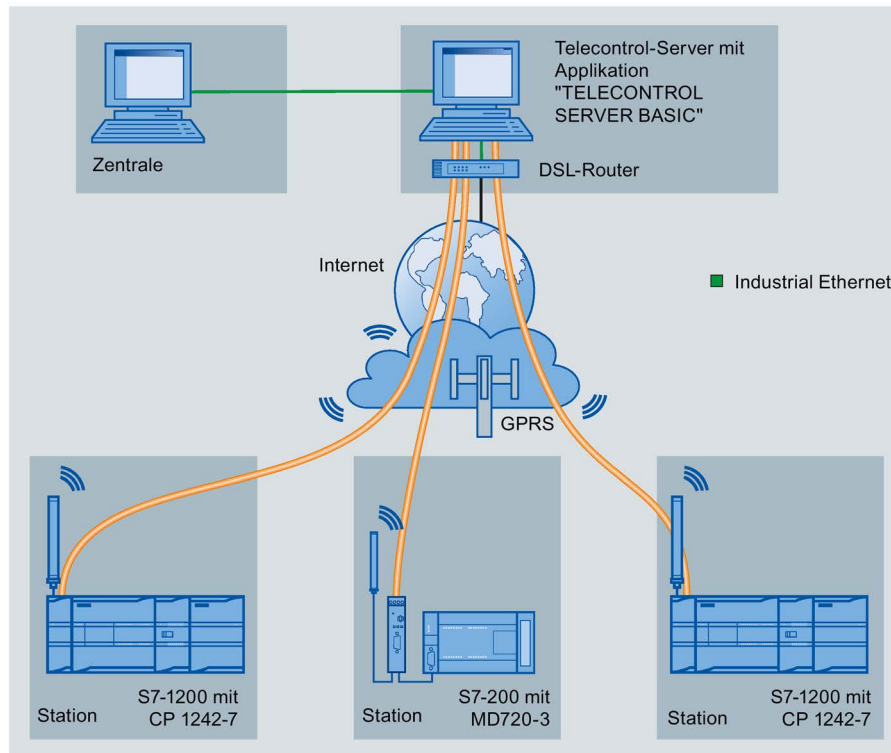 Zentrale
Telecontrol-Server mit
Applikation
"TELECONTROL
SERVER BASIC"
DSL-Router
Internet
Industrial Ethernet
GPRS
Station
S7-1200 mit
CP 1242-7
Station
S7-200 mit
MD720-3
Station
S7-1200 mit
CP 1242-7